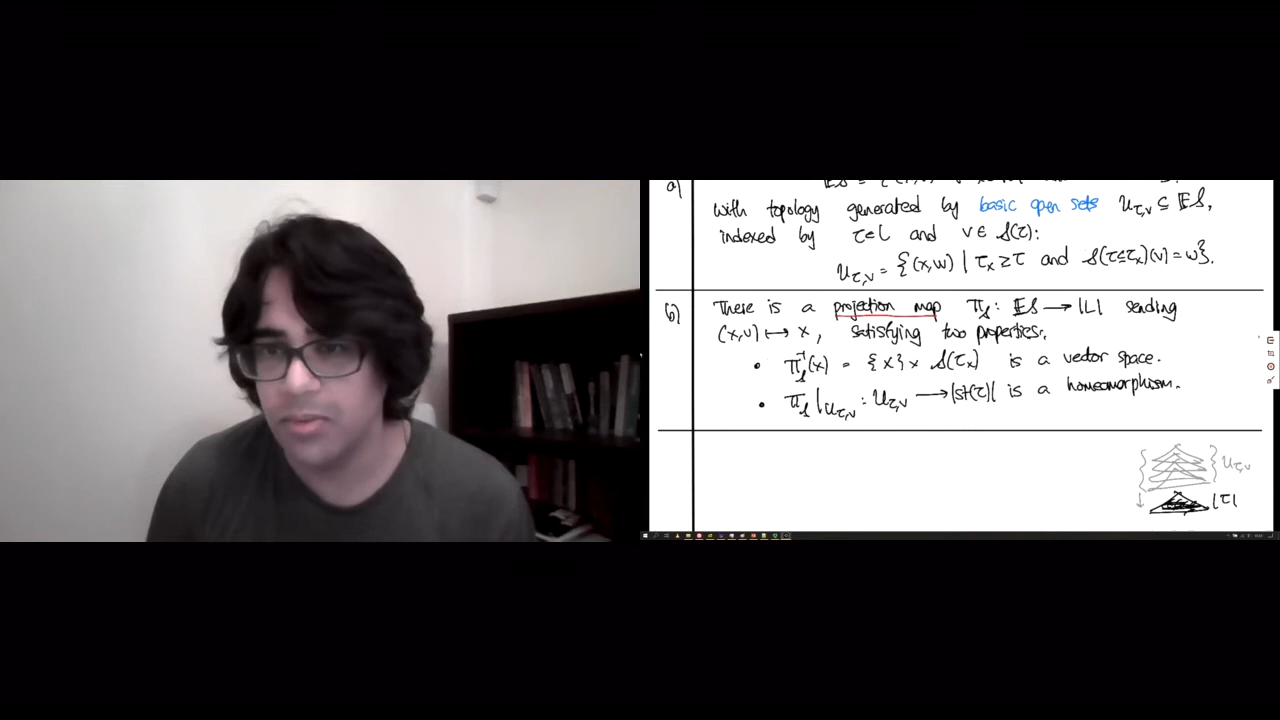 a)
with topology generated by basic open sets U_{τ,v} ⊆ 𝔼𝒮,
indexed by τ∈L and v∈ 𝒮(τ):
U_{τ,v} = { (x,w) | τ_x ≥ τ and 𝒮(τ≤τ_x)(v) = w}.
b) There is a projection map π_𝒮 : 𝔼𝒮 → |L| sending
(x,v) ↦ x, satisfying two properties:
• π_𝒮^{-1}(x) = {x} × 𝒮(τ_x) is a vector space.
• π_𝒮|_{U_{τ,v}} : U_{τ,v} → |st(τ)| is a homeomorphism.
U_{τ,v}
|τ|